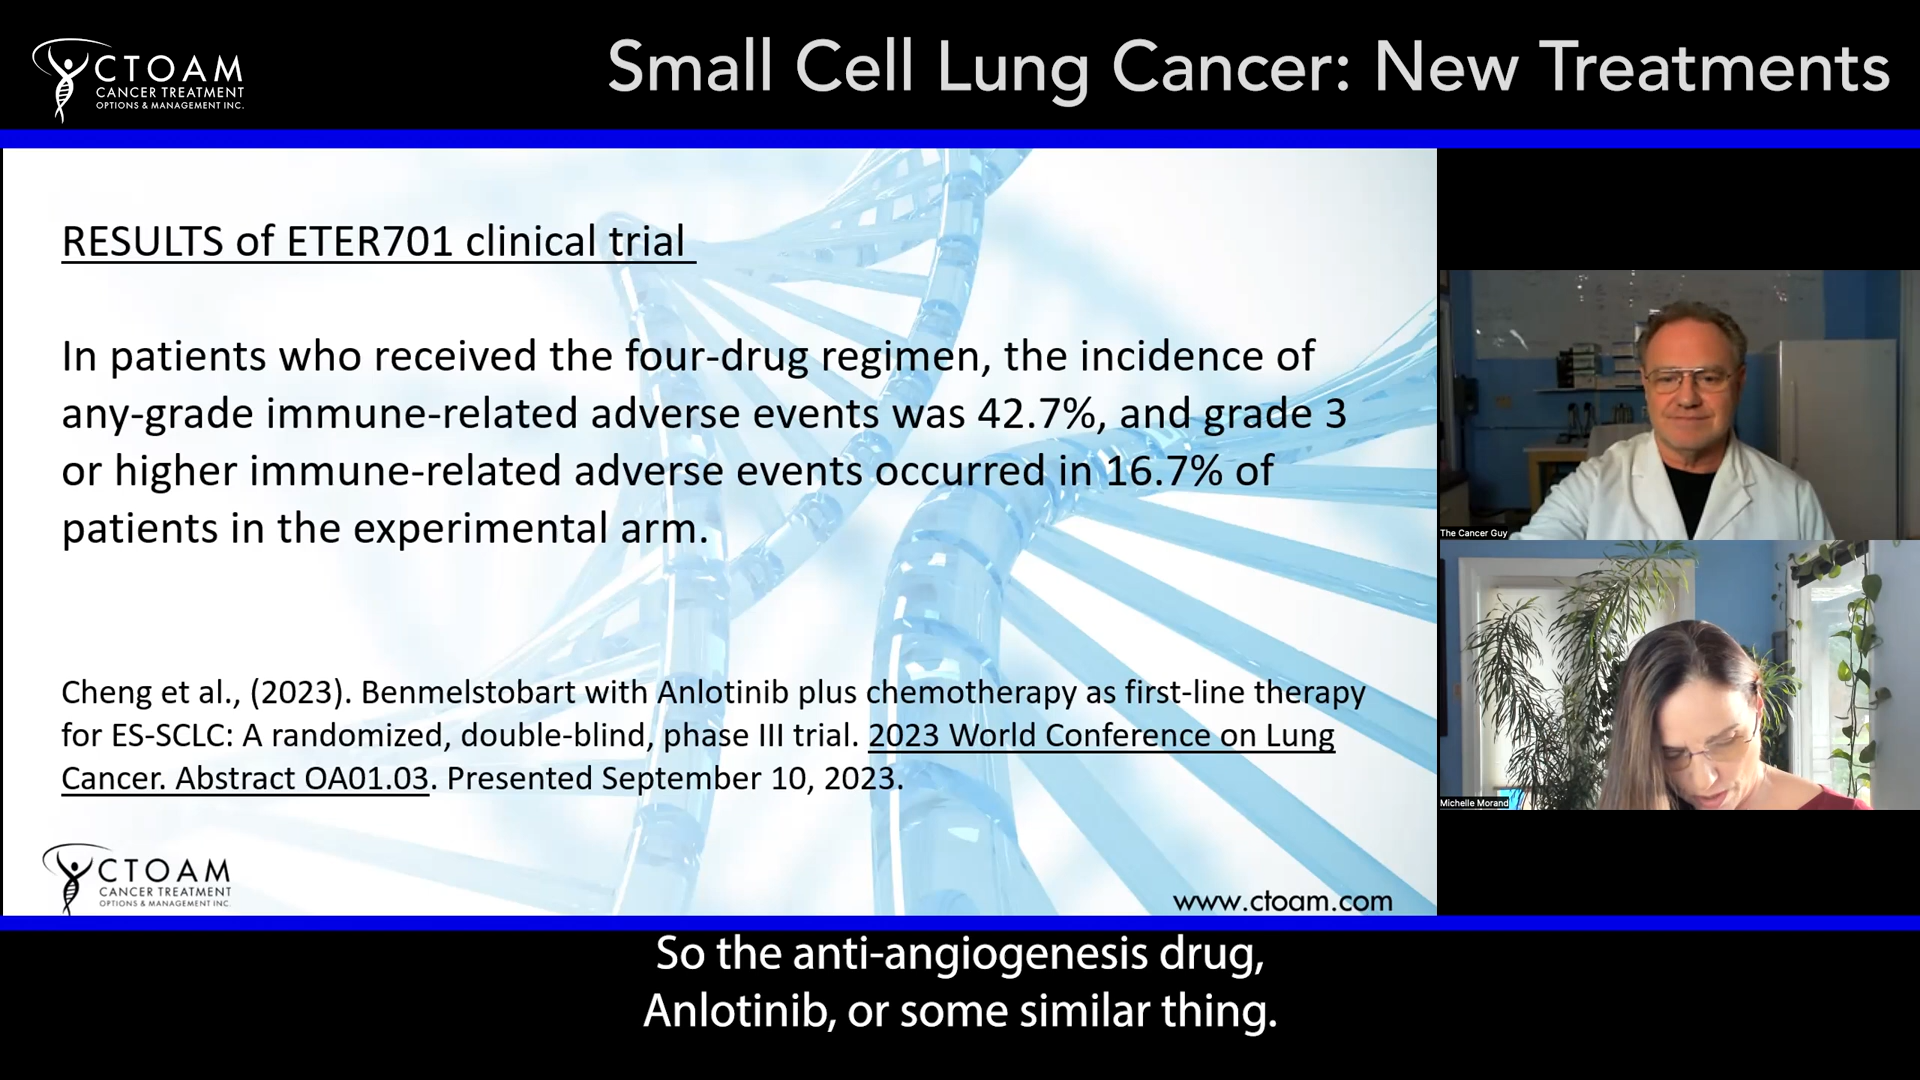 CTOAM
CANCER TREATMENT
OPTIONS & MANAGEMENT INC.
Small Cell Lung Cancer: New Treatments
RESULTS of ETER701 clinical trial
In patients who received the four-drug regimen, the incidence of
any-grade immune-related adverse events was 42.7%, and grade 3
or higher immune-related adverse events occurred in 16.7% of
patients in the experimental arm.
Cheng et al., (2023). Benmelstobart with Anlotinib plus chemotherapy as first-line therapy
for ES-SCLC: A randomized, double-blind, phase III trial. 2023 World Conference on Lung
Cancer. Abstract OA01.03. Presented September 10, 2023.
CTOAM
CANCER TREATMENT
OPTIONS & MANAGEMENT INC.
www.ctoam.com
The Cancer Guy
Michelle Morand
So the anti-angiogenesis drug,
Anlotinib, or some similar thing.